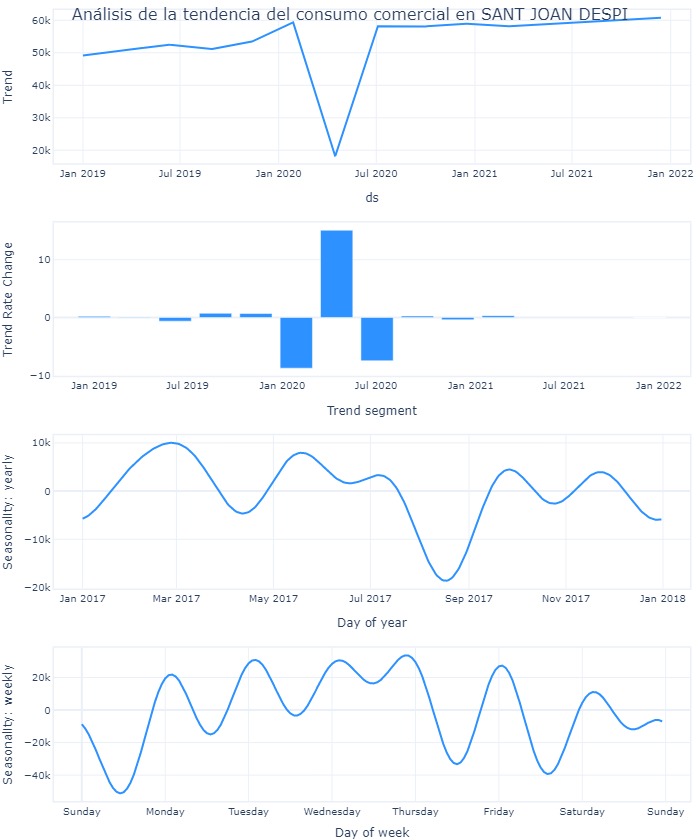 Análisis de la tendencia del consumo comercial en SANT JOAN DESPI
60k
50k
40k
30k
20k
Trend
Jan 2019 Jul 2019 Jan 2020 Jul 2020 Jan 2021 Jul 2021 Jan 2022
ds
10
0
−10
Trend Rate Change
Jan 2019 Jul 2019 Jan 2020 Jul 2020 Jan 2021 Jul 2021 Jan 2022
Trend segment
10k
0
−10k
−20k
Seasonality: yearly
Jan 2017 Mar 2017 May 2017 Jul 2017 Sep 2017 Nov 2017 Jan 2018
Day of year
20k
0
−20k
−40k
Seasonality: weekly
Sunday Monday Tuesday Wednesday Thursday Friday Saturday Sunday
Day of week